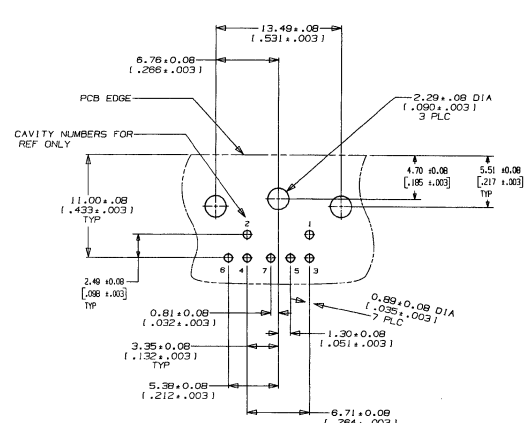 13.49±.08
[.531±.003]
6.76±0.08
[.266±.003]
PCB EDGE
2.29±.08 DIA
[.090±.003]
3 PLC
CAVITY NUMBERS FOR
REF ONLY
4.70 ±0.08
[.185 ±.003]
5.51 ±0.08
[.217 ±.003]
TYP
11.00±.08
[.433±.003]
TYP
2
1
6
4
7
5
3
2.49 ±0.08
[.098 ±.003]
TYP
0.89±0.08 DIA
[.035±.003]
7 PLC
0.81±0.08
[.032±.003]
1.30±0.08
[.051±.003]
3.35±0.08
[.132±.003]
TYP
5.38±0.08
[.212±.003]
6.71±0.08
[.264±.003]